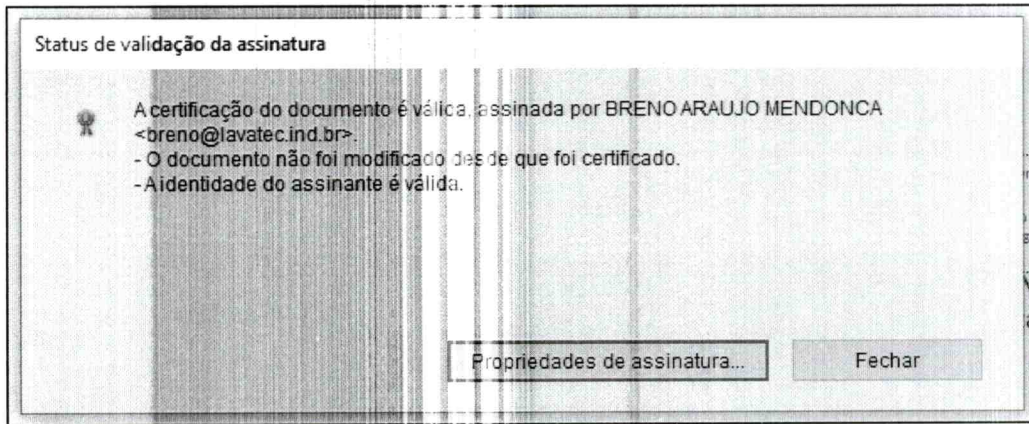 Status de validação da assinatura
A certificação do documento é válida, assinada por BRENO ARAUJO MENDONCA
<breno@lavatec.ind.br>.
- O documento não foi modificado desde que foi certificado.
- A identidade do assinante é válida.
Propriedades de assinatura...
Fechar